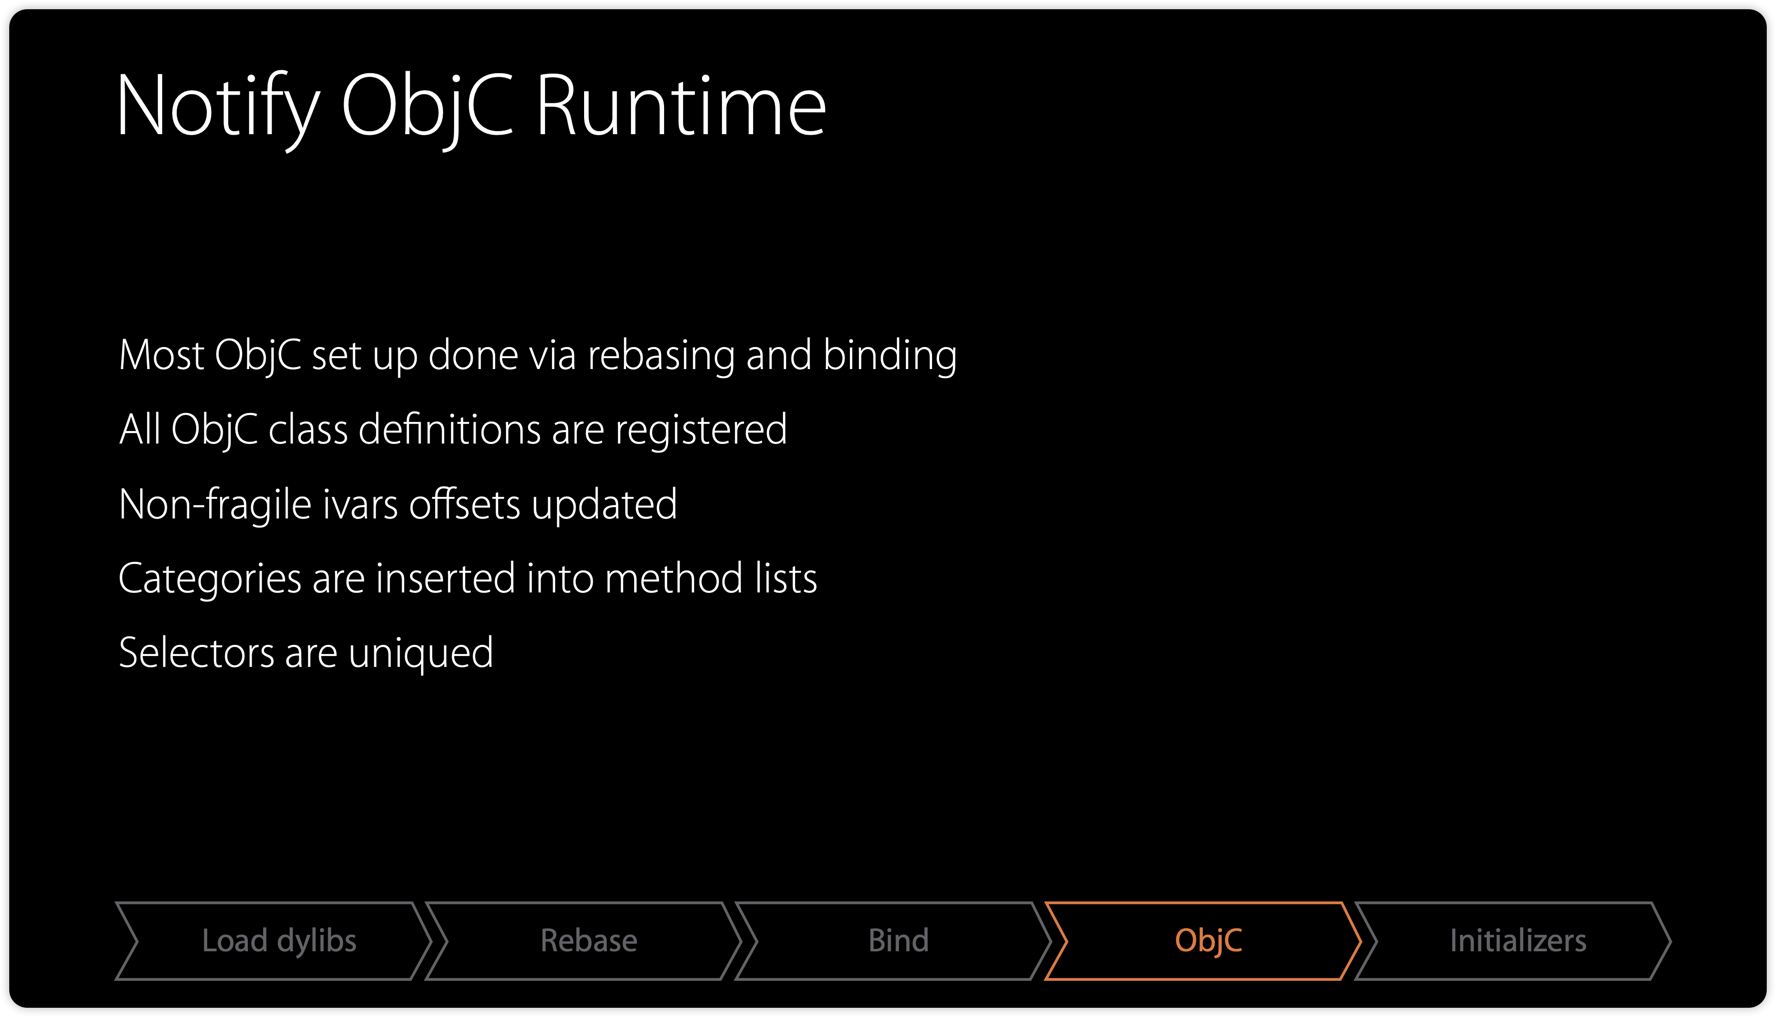 Notify ObjC Runtime
Most ObjC set up done via rebasing and binding
All ObjC class definitions are registered
Non-fragile ivars offsets updated
Categories are inserted into method lists
Selectors are uniqued
Load dylibs
Rebase
Bind
ObjC
Initializers